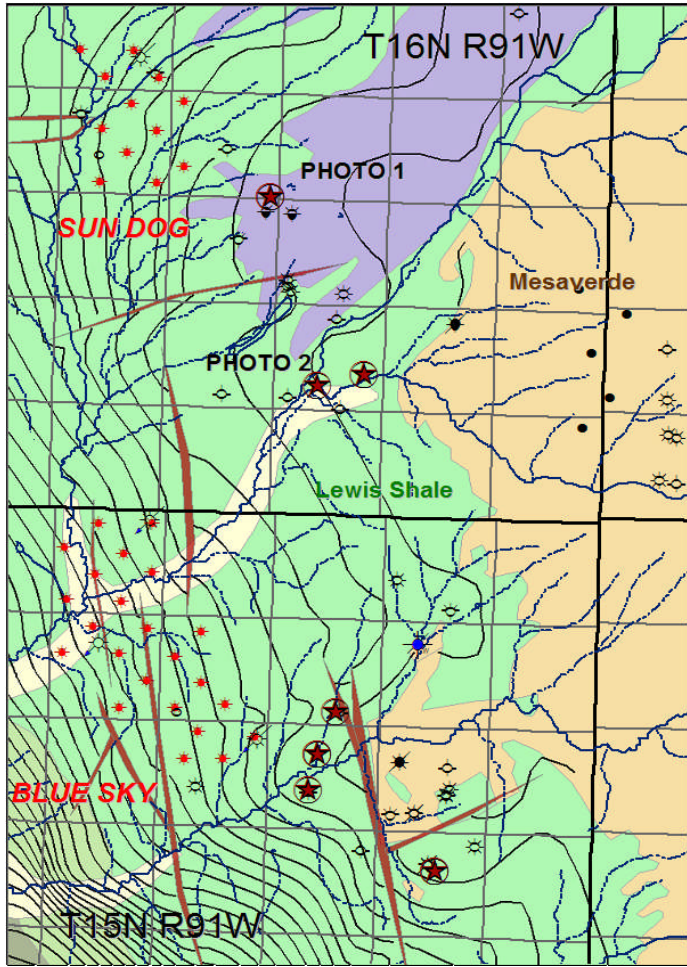 T16N R91W
PHOTO 1
SUN DOG
Mesaverde
PHOTO 2
Lewis Shale
BLUE SKY
T15N R91W